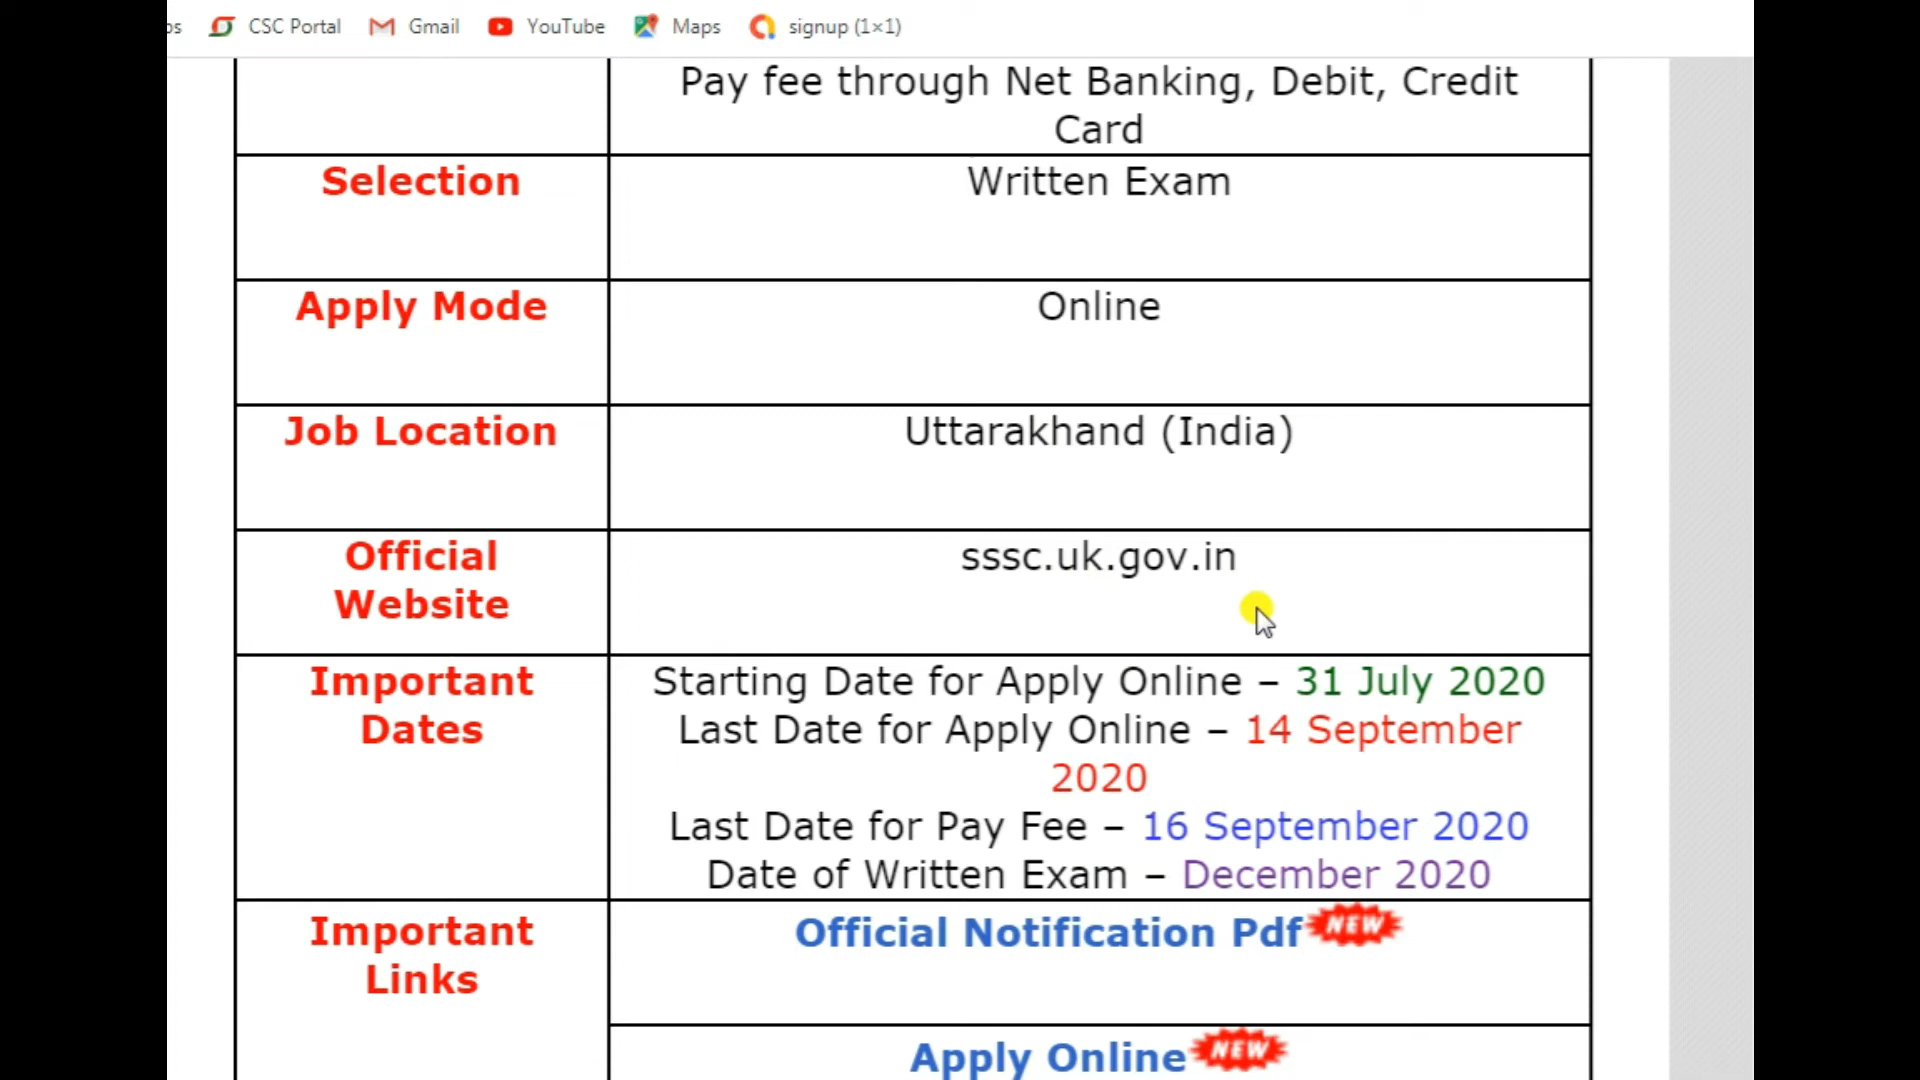 CSC Portal Gmail YouTube Maps signup (1×1)
Pay fee through Net Banking, Debit, Credit
Card
Selection
Written Exam
Apply Mode
Online
Job Location
Uttarakhand (India)
Official
Website
sssc.uk.gov.in
Important
Dates
Starting Date for Apply Online – 31 July 2020
Last Date for Apply Online – 14 September
2020
Last Date for Pay Fee – 16 September 2020
Date of Written Exam – December 2020
Important
Links
Official Notification Pdf NEW
Apply Online NEW